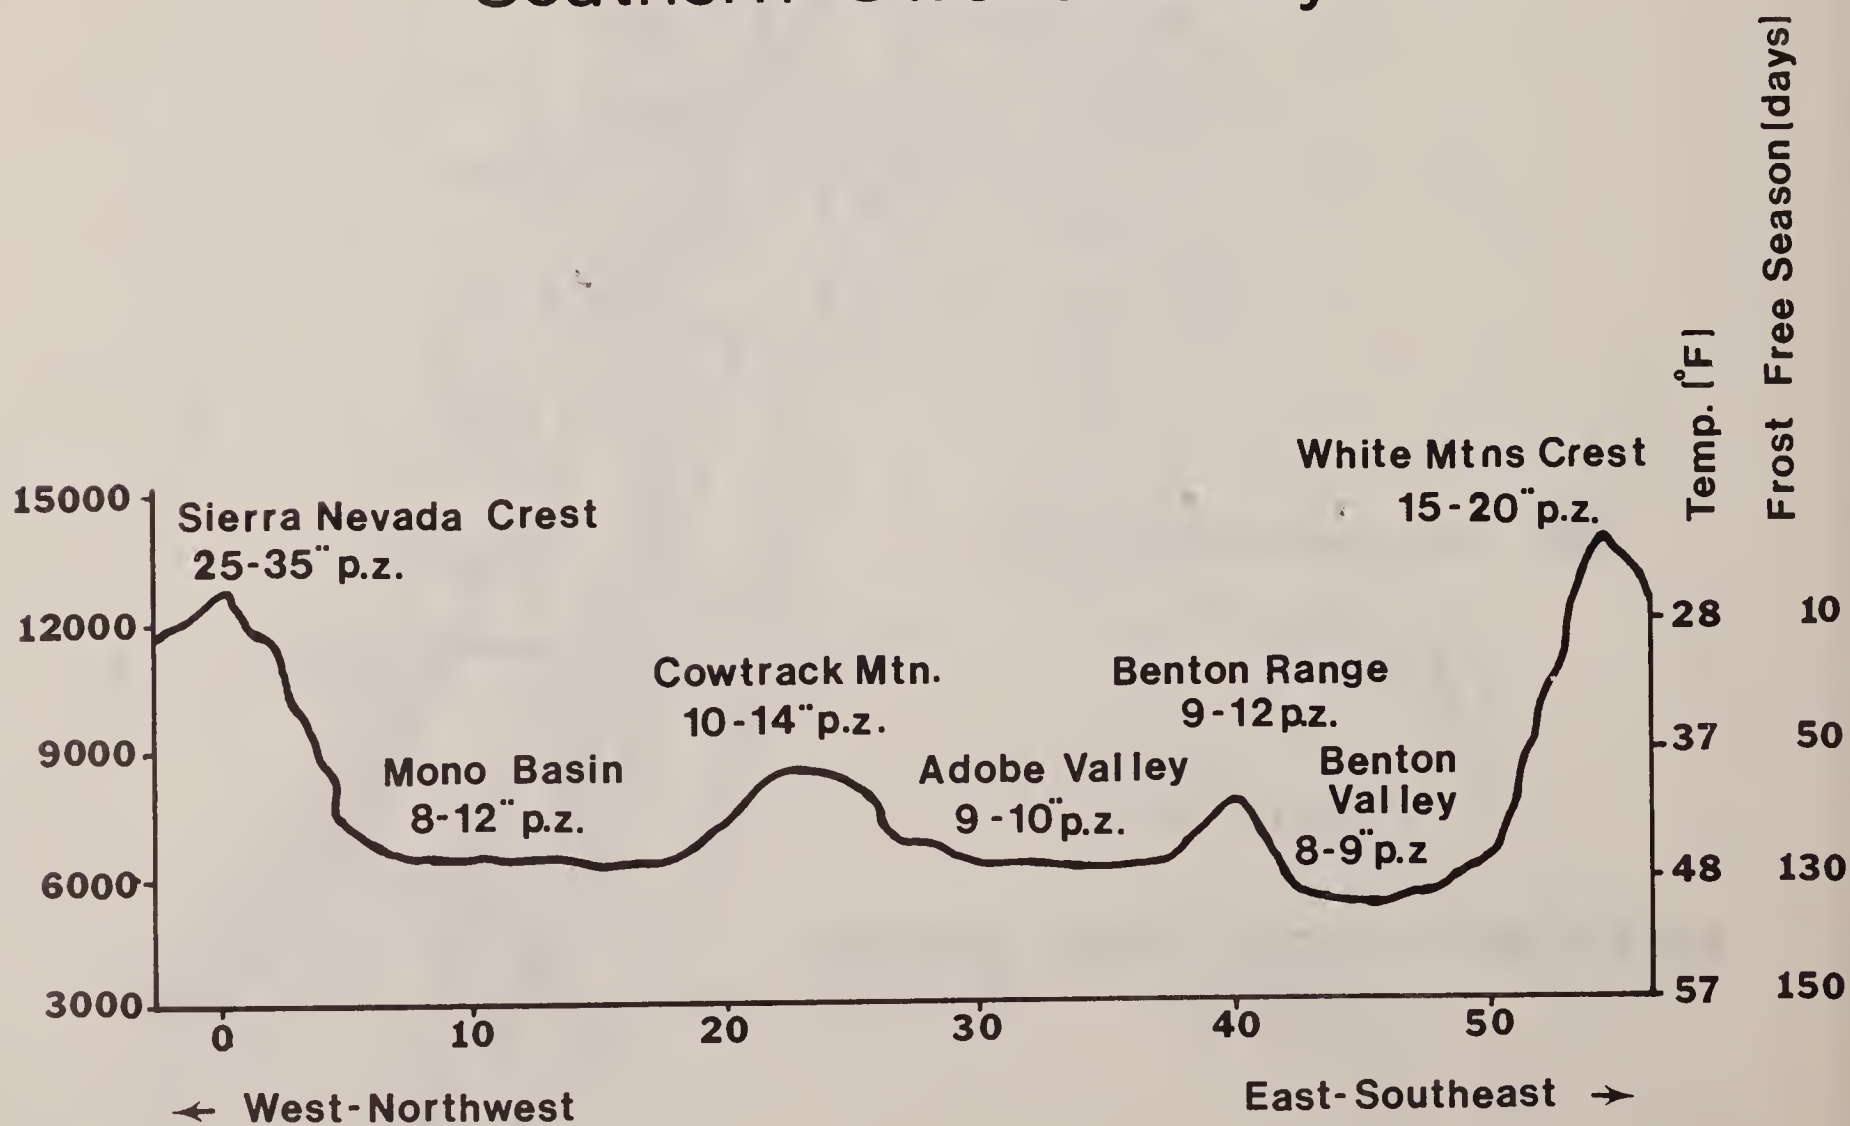 Southern
Frost Free Season (days)
Temp. (°F)
White Mtns Crest
15-20" p.z.
15000
Sierra Nevada Crest
25-35" p.z.
12000
28
10
Cowtrack Mtn.
10-14" p.z.
Benton Range
9-12 p.z.
9000
37
50
Mono Basin
8-12" p.z.
Adobe Valley
9-10" p.z.
Benton
Valley
8-9" p.z
6000
48
130
3000
57
150
0 10 20 30 40 50
← West-Northwest
East-Southeast →